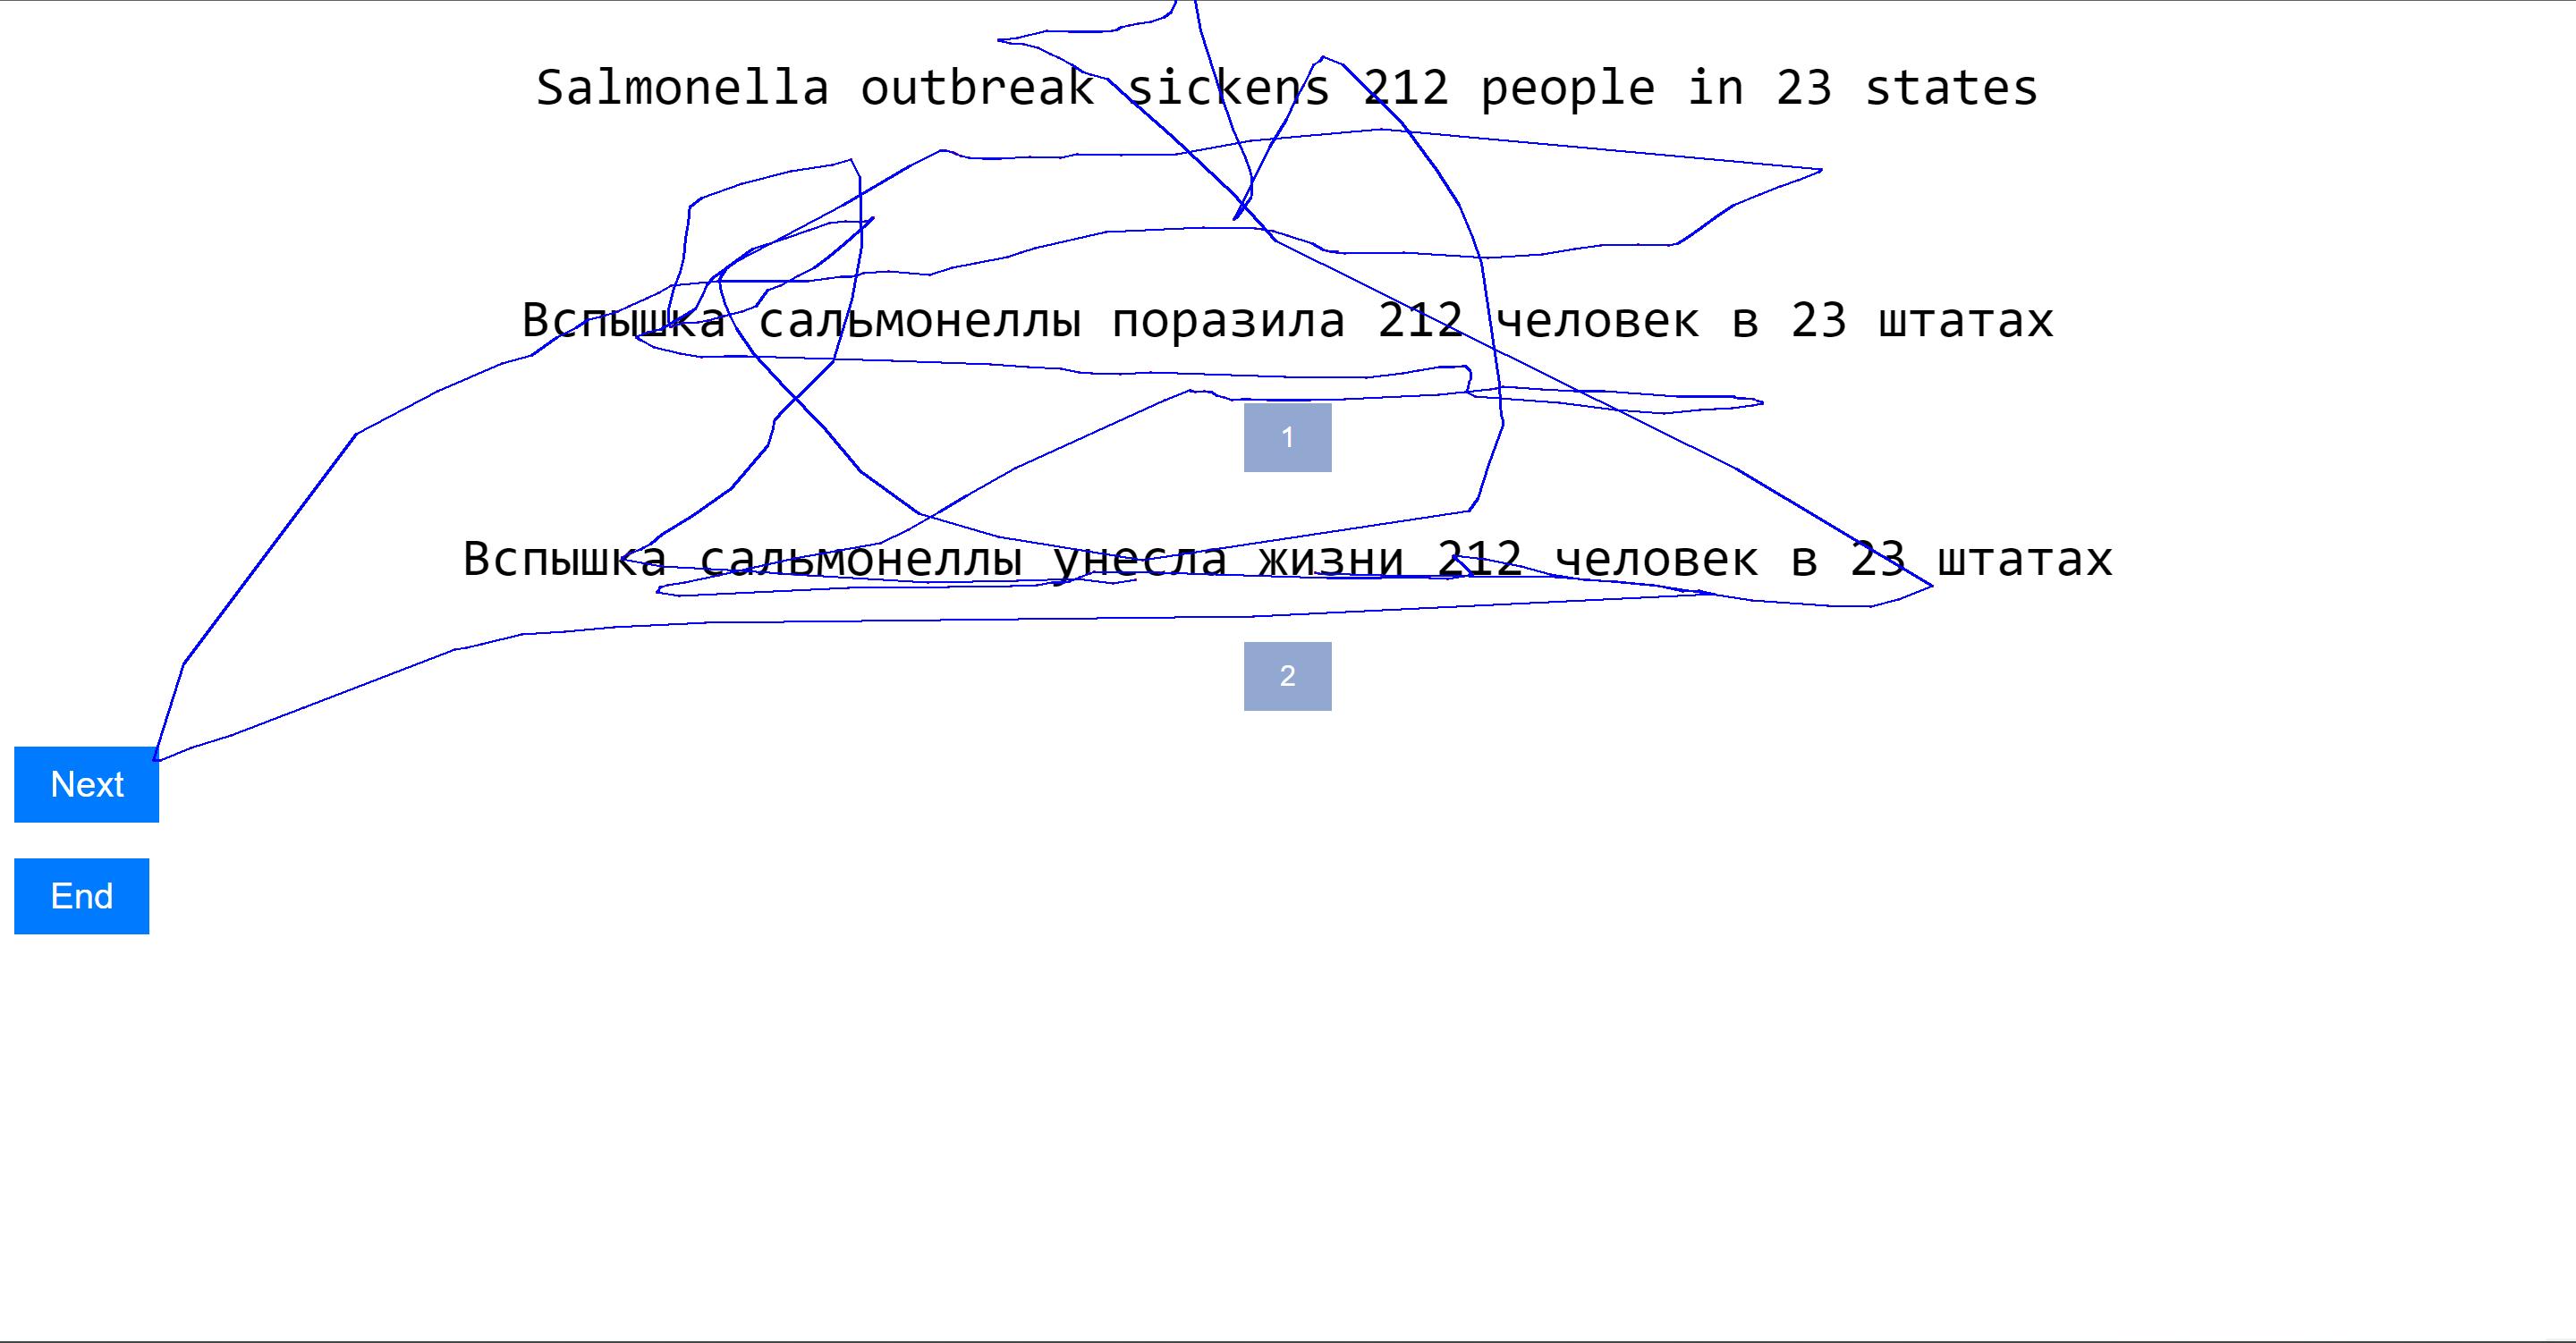 Salmonella outbreak sickens 212 people in 23 states
Вспышка сальмонеллы поразила 212 человек в 23 штатах
1
Вспышка сальмонеллы унесла жизни 212 человек в 23 штатах
2
Next
End